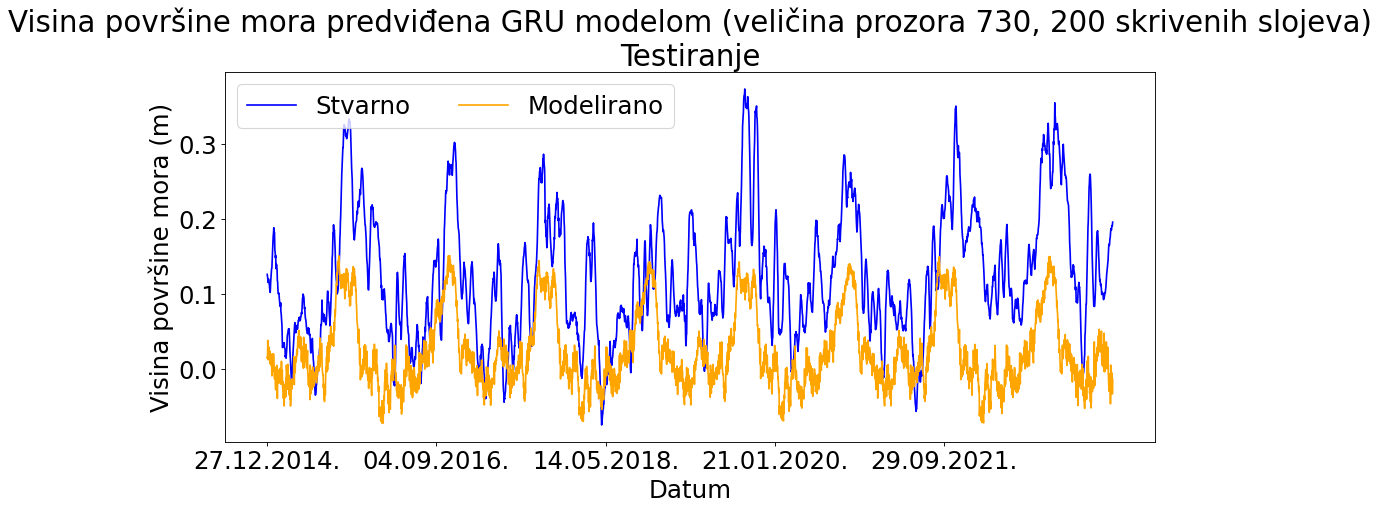 Visina površine mora predviđena GRU modelom (veličina prozora 730, 200 skrivenih slojeva)
Testiranje
Stvarno Modelirano
Visina površine mora (m)
0.3
0.2
0.1
0.0
27.12.2014. 04.09.2016. 14.05.2018. 21.01.2020. 29.09.2021.
Datum